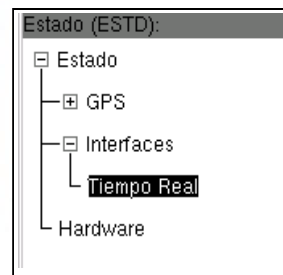 Estado (ESTD):
Estado
GPS
Interfaces
Tiempo Real
Hardware